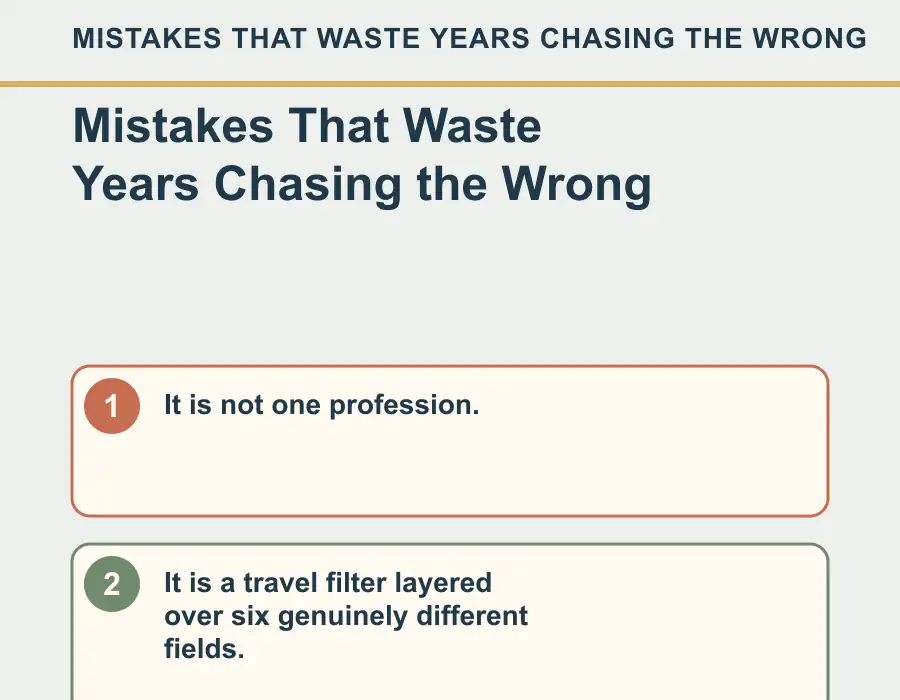 MISTAKES THAT WASTE YEARS CHASING THE WRONG
Mistakes That Waste
Years Chasing the Wrong
1
It is not one profession.
2
It is a travel filter layered
over six genuinely different
fields.